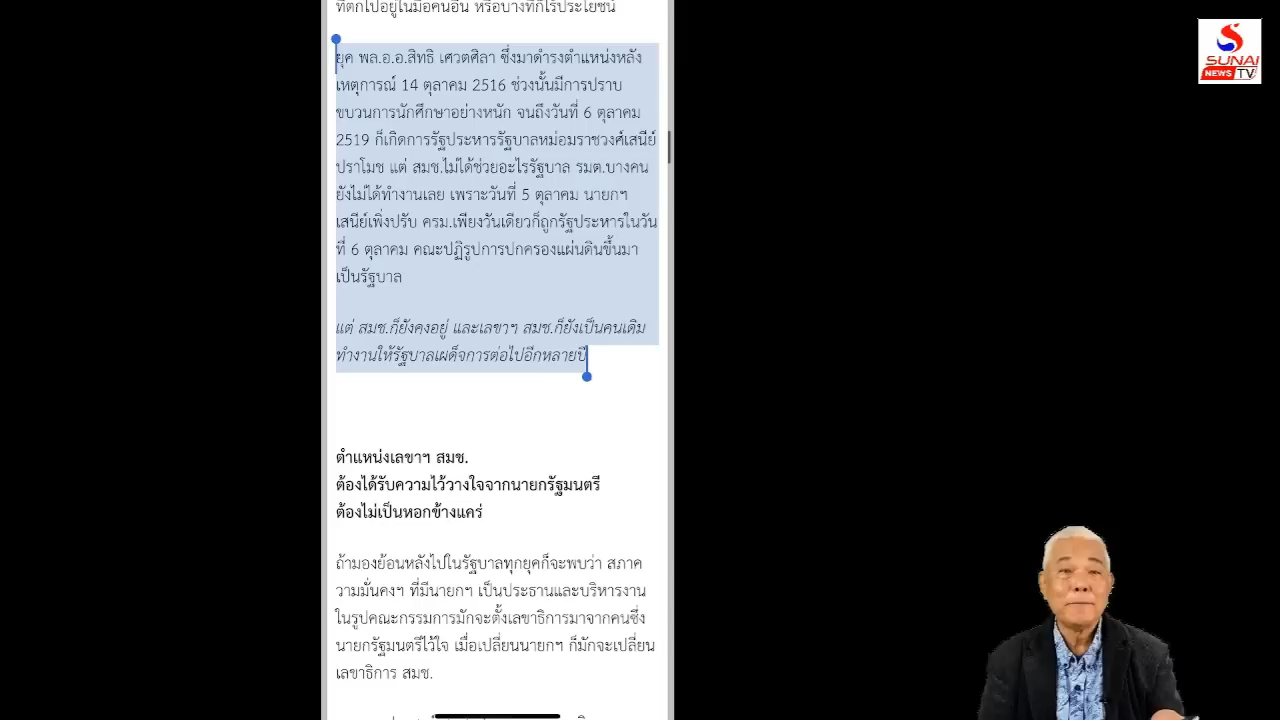 ที่ตกไปอยู่ในมือคนอื่น หรือบางที่ก็ไร้ประโยชน์
ยุค พล.อ.อ.สิทธิ เศวตศิลา ซึ่งมาดำรงตำแหน่งหลัง
เหตุการณ์ 14 ตุลาคม 2516 ช่วงนั้นมีการปราบ
ขบวนการนักศึกษาอย่างหนัก จนถึงวันที่ 6 ตุลาคม
2519 ก็เกิดการรัฐประหารรัฐบาลหม่อมราชวงศ์เสนีย์
ปราโมช แต่ สมช.ไม่ได้ช่วยอะไรรัฐบาล รมต.บางคน
ยังไม่ได้ทำงานเลย เพราะวันที่ 5 ตุลาคม นายกฯ
เสนีย์เพิ่งปรับ ครม.เพียงวันเดียวก็ถูกรัฐประหารในวัน
ที่ 6 ตุลาคม คณะปฏิรูปการปกครองแผ่นดินขึ้นมา
เป็นรัฐบาล
แต่ สมช.ก็ยังคงอยู่ และเลขาฯ สมช.ก็ยังเป็นคนเดิม
ทำงานให้รัฐบาลเผด็จการต่อไปอีกหลายปี
ตำแหน่งเลขาฯ สมช.
ต้องได้รับความไว้วางใจจากนายกรัฐมนตรี
ต้องไม่เป็นหอกข้างแคร่
ถ้ามองย้อนหลังไปในรัฐบาลทุกยุคก็จะพบว่า สภาค
วามมั่นคงฯ ที่มีนายกฯ เป็นประธานและบริหารงาน
ในรูปคณะกรรมการมักจะตั้งเลขาธิการมาจากคนซึ่ง
นายกรัฐมนตรีไว้ใจ เมื่อเปลี่ยนนายกฯ ก็มักจะเปลี่ยน
เลขาธิการ สมช.
SUNAI
NEWS TV